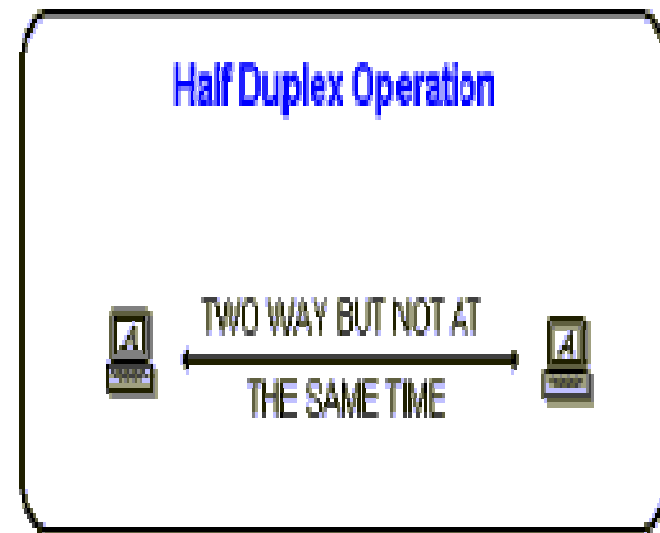 Half Duplex Operation
TWO WAY BUT NOT AT
A A
THE SAME TIME